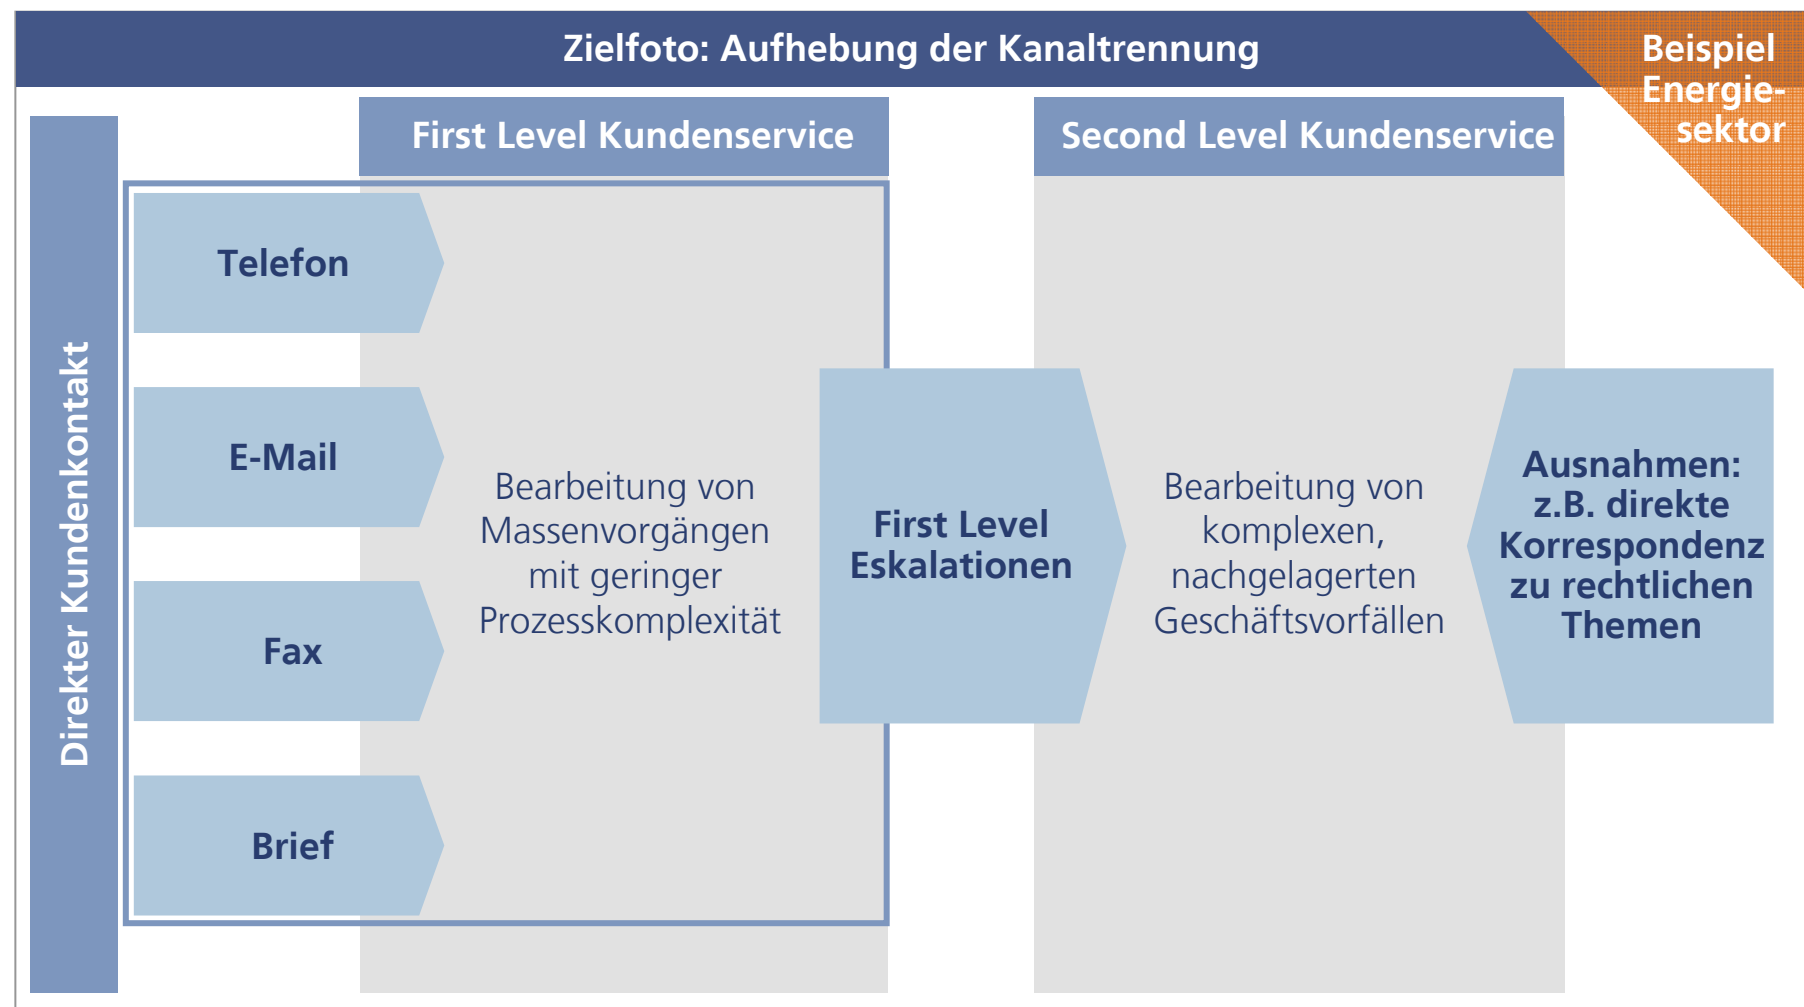 Zielfoto: Aufhebung der Kanaltrennung
Beispiel
Energie-
sektor
First Level Kundenservice
Second Level Kundenservice
Direkter Kundenkontakt
Telefon
E-Mail
Fax
Brief
Bearbeitung von
Massenvorgängen
mit geringer
Prozesskomplexität
First Level
Eskalationen
Bearbeitung von
komplexen,
nachgelagerten
Geschäftsvorfällen
Ausnahmen:
z.B. direkte
Korrespondenz
zu rechtlichen
Themen